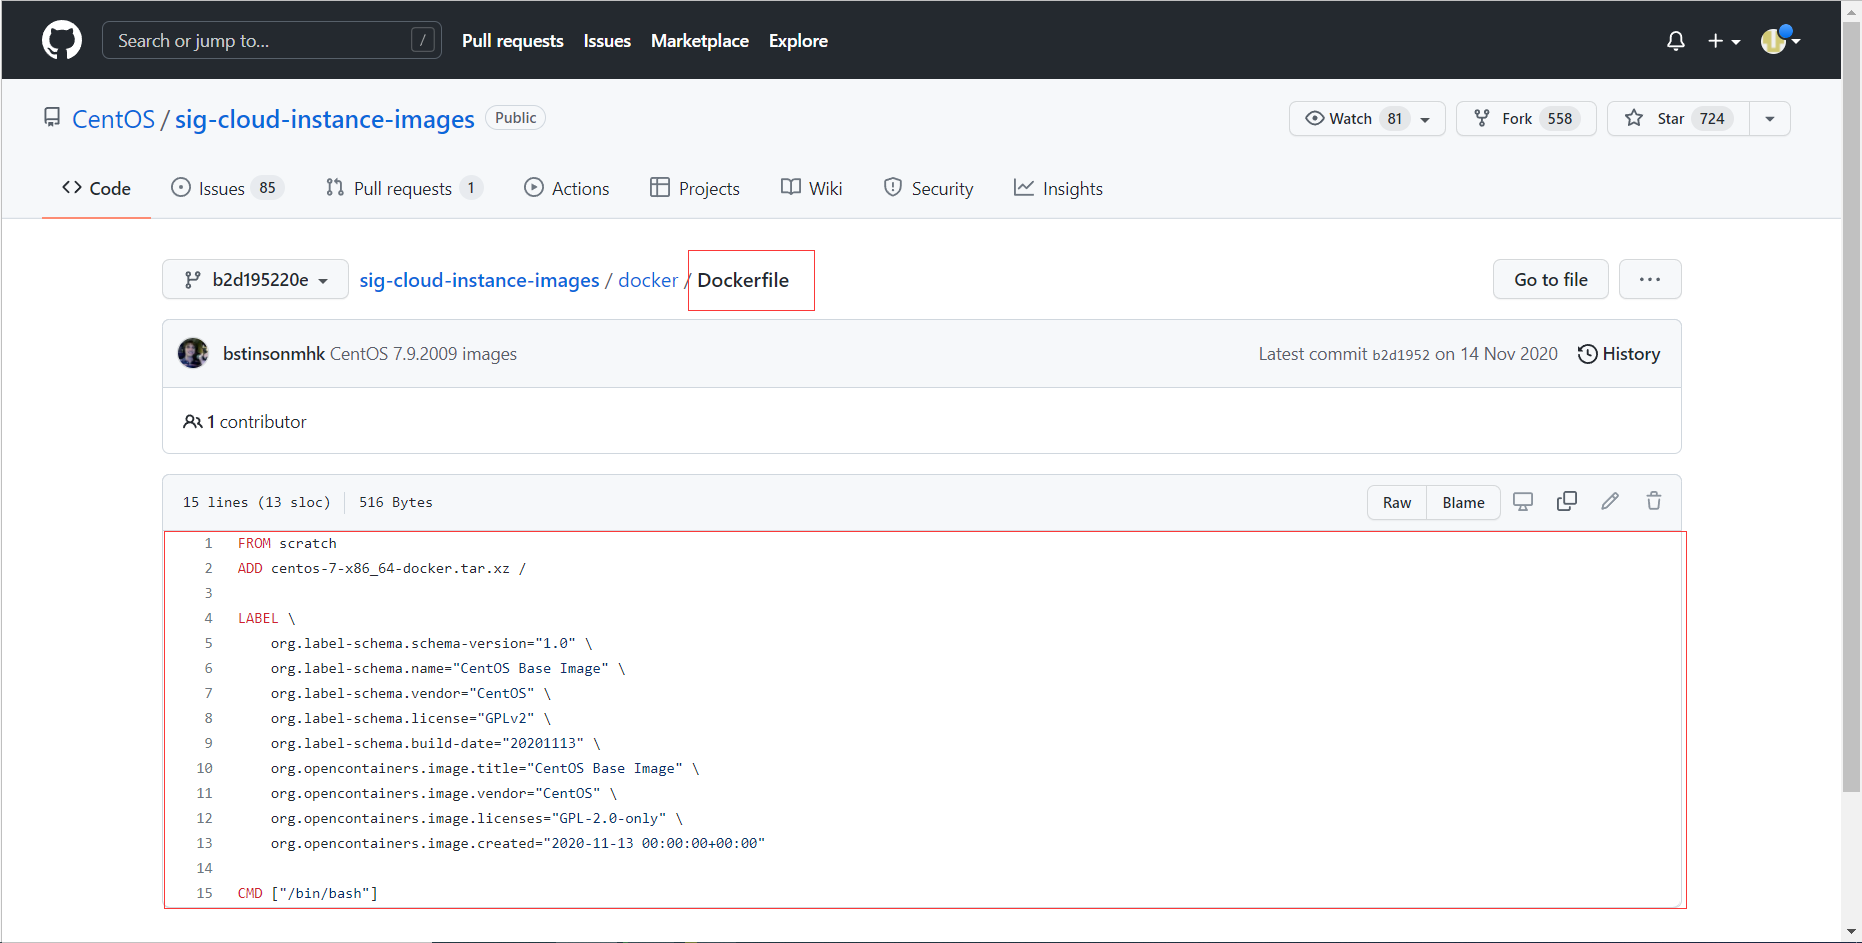 Search or jump to... /
Pull requests Issues Marketplace Explore
CentOS / sig-cloud-instance-images Public
Watch 81 Fork 558 Star 724
Code Issues 85 Pull requests 1 Actions Projects Wiki Security Insights
b2d195220e sig-cloud-instance-images / docker / Dockerfile Go to file ...
bstinsonmhk CentOS 7.9.2009 images Latest commit b2d1952 on 14 Nov 2020 History
1 contributor
15 lines (13 sloc) 516 Bytes Raw Blame
1 FROM scratch
2 ADD centos-7-x86_64-docker.tar.xz /
3
4 LABEL \
5 org.label-schema.schema-version="1.0" \
6 org.label-schema.name="CentOS Base Image" \
7 org.label-schema.vendor="CentOS" \
8 org.label-schema.license="GPLv2" \
9 org.label-schema.build-date="20201113" \
10 org.opencontainers.image.title="CentOS Base Image" \
11 org.opencontainers.image.vendor="CentOS" \
12 org.opencontainers.image.licenses="GPL-2.0-only" \
13 org.opencontainers.image.created="2020-11-13 00:00:00+00:00"
14
15 CMD ["/bin/bash"]